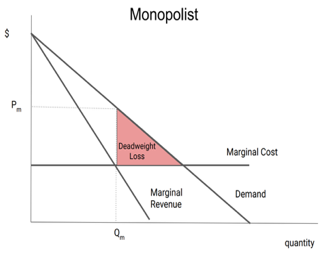 Monopolist
$
Pm
Deadweight
Loss
Marginal Cost
Marginal
Revenue
Demand
Qm
quantity